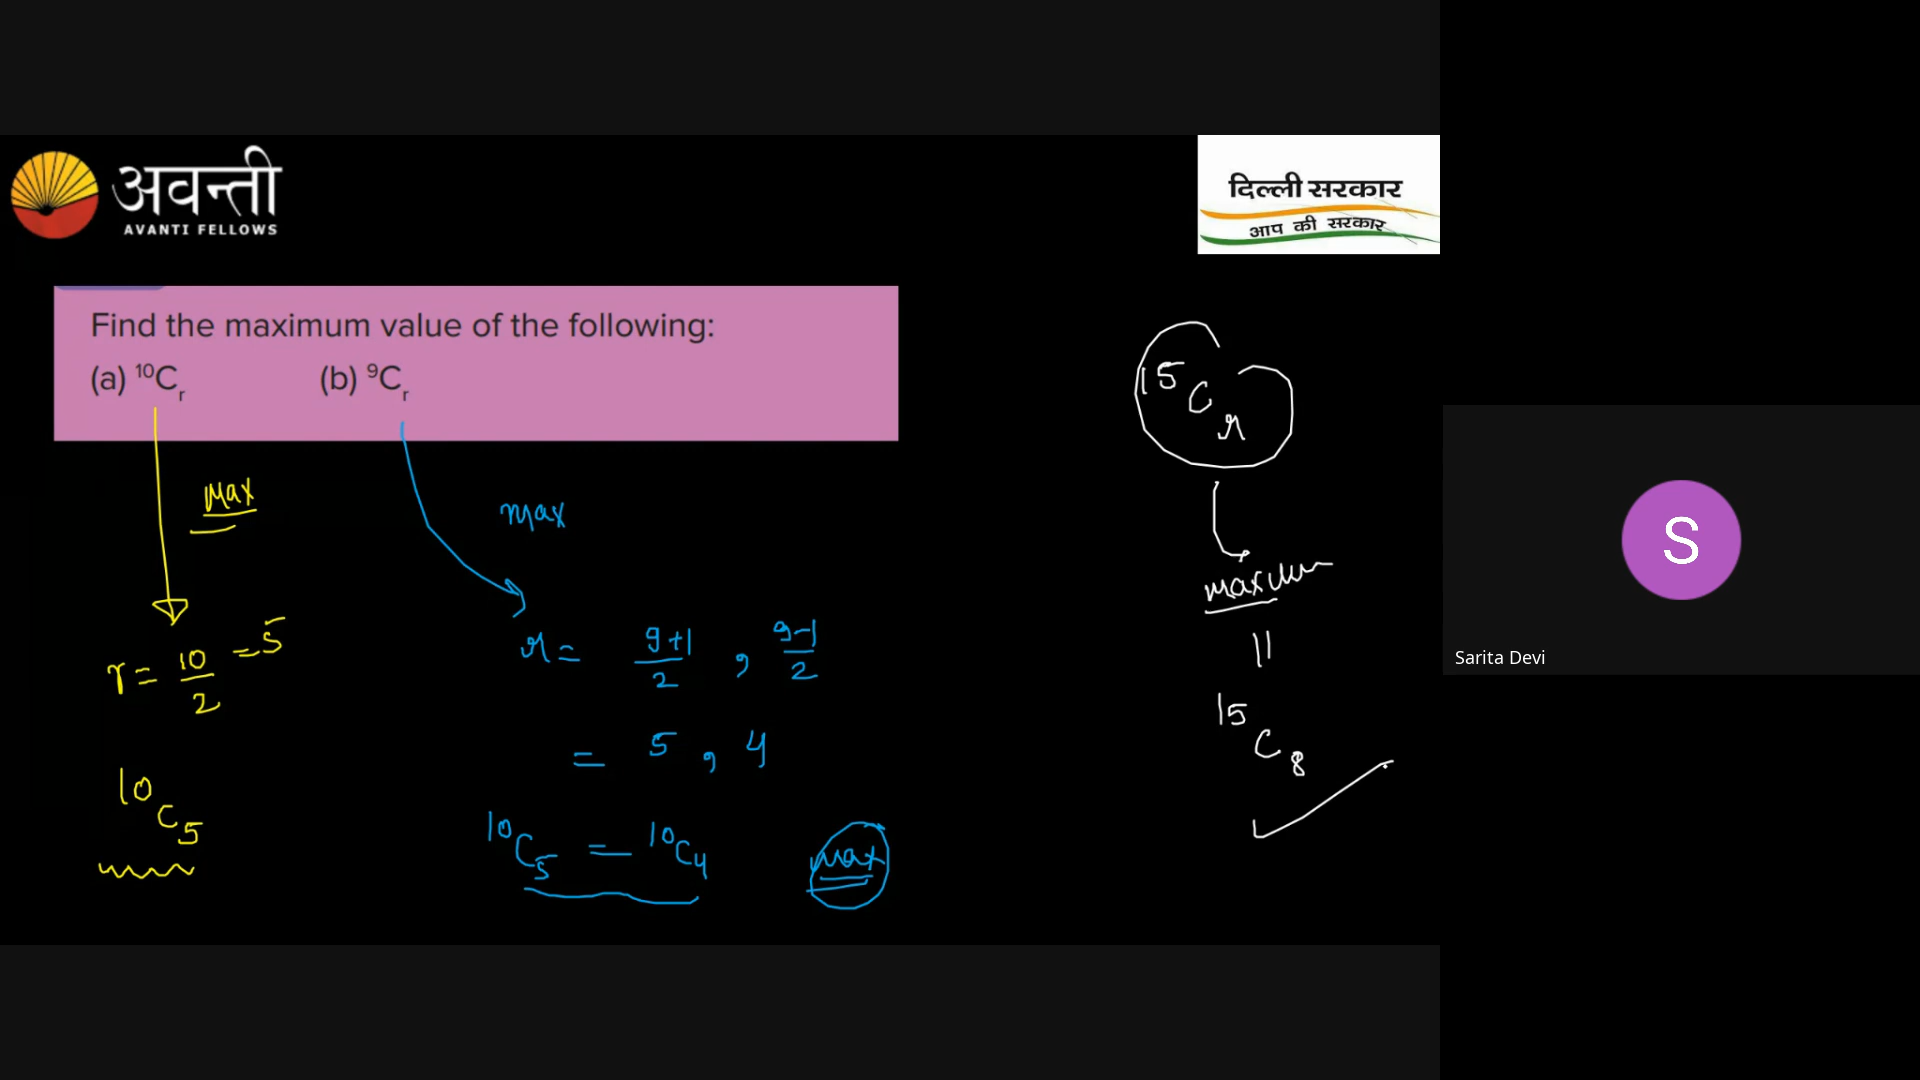 अवन्ती
AVANTI FELLOWS
दिल्ली सरकार
आप की सरकार
Find the maximum value of the following:
(a) ¹⁰Cᵣ (b) ⁹Cᵣ
Max
r = 10/2 = 5
¹⁰C₅
max
r = 9+1/2 , 9-1/2
= 5 , 4
¹⁰C₅ = ¹⁰C₄
max
¹⁵Cᵣ
maximum
||
¹⁵C₈
S
Sarita Devi